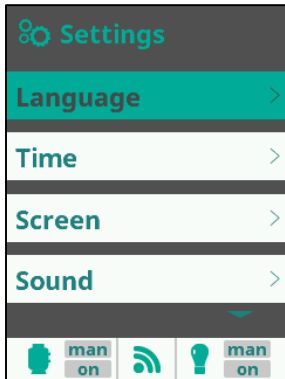 Settings
Language
Time
Screen
Sound
man man
on on